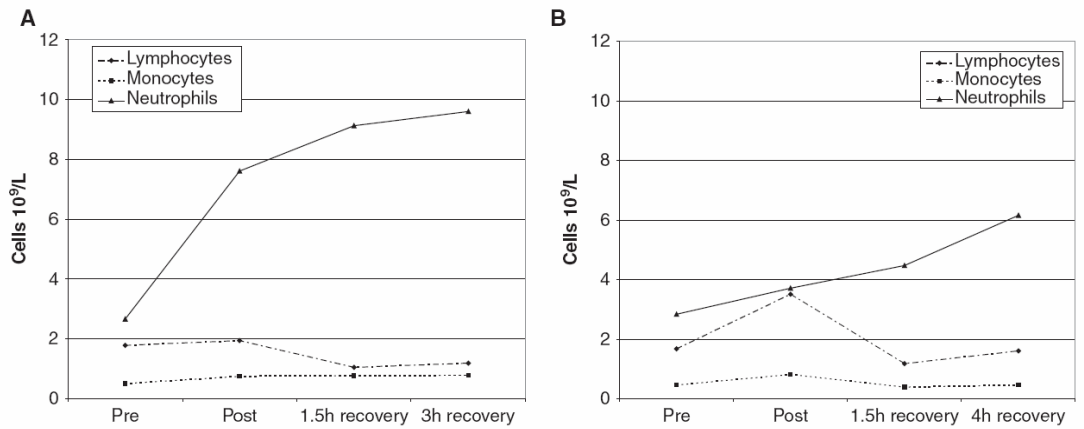 A
12
10
8
6
4
2
0
Cells 10⁹/L
Lymphocytes
Monocytes
Neutrophils
Pre Post 1.5h recovery 3h recovery
B
12
10
8
6
4
2
0
Cells 10⁹/L
Lymphocytes
Monocytes
Neutrophils
Pre Post 1.5h recovery 4h recovery